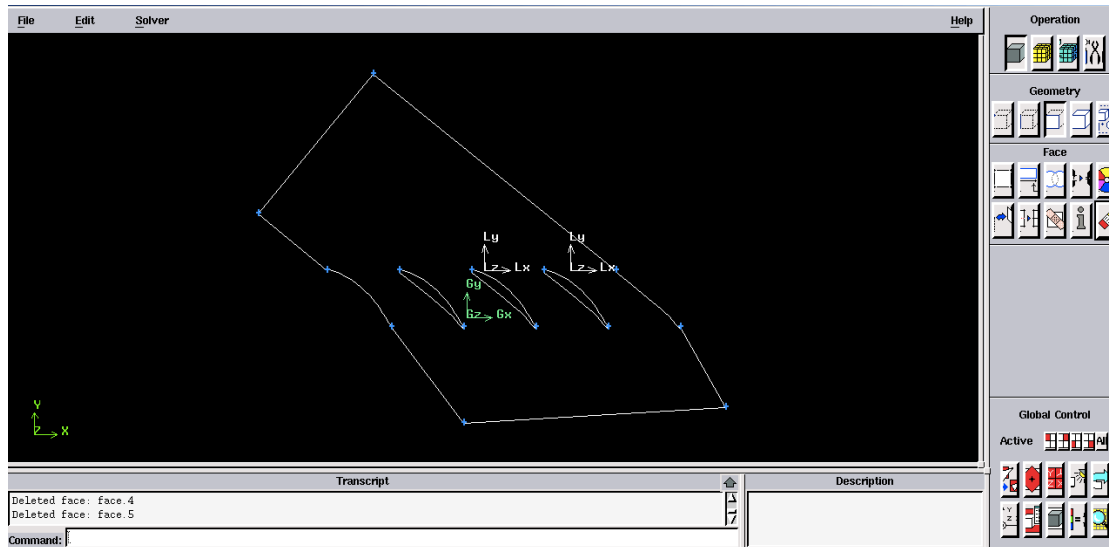 File Edit Solver Help
Operation
Geometry
Face
Ly Ly
Lz Lx Lz Lx
Gy
Gz Gx
Y
Z X
Global Control
Active All
Transcript Description
Deleted face: face.4
Deleted face: face.5
Command: